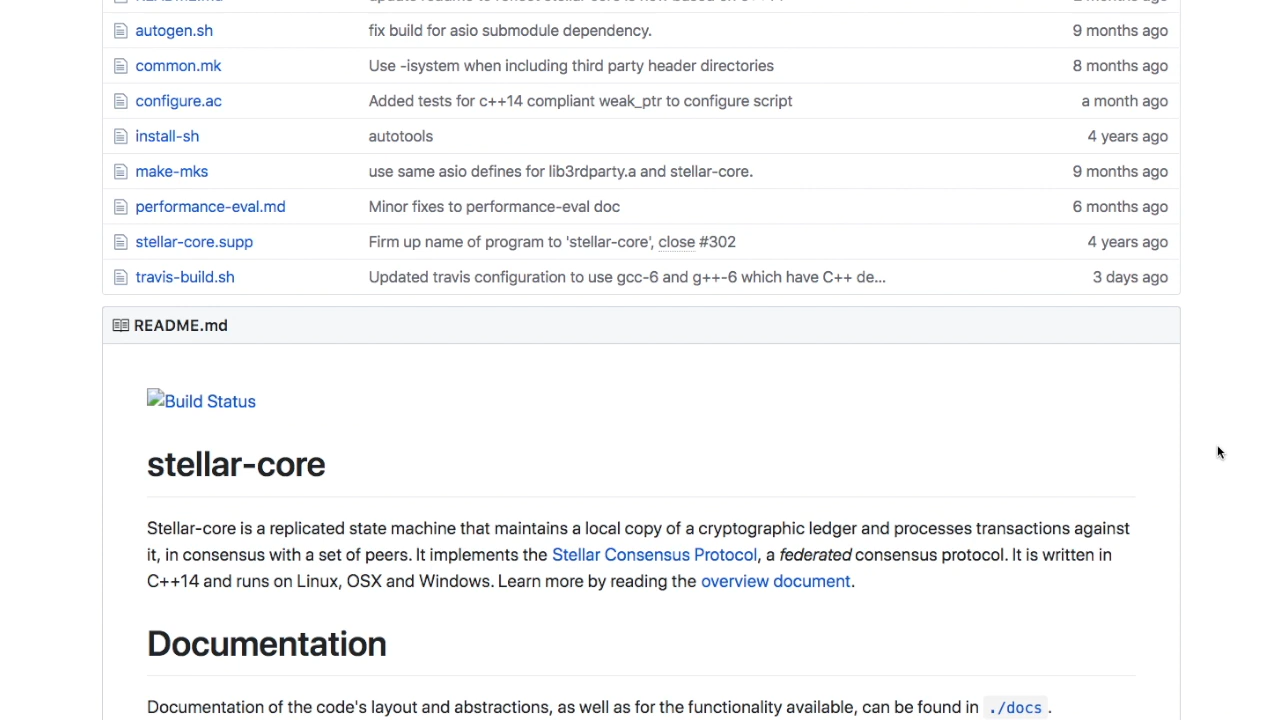 autogen.sh fix build for asio submodule dependency. 9 months ago
common.mk Use -isystem when including third party header directories 8 months ago
configure.ac Added tests for c++14 compliant weak_ptr to configure script a month ago
install-sh autotools 4 years ago
make-mks use same asio defines for lib3rdparty.a and stellar-core. 9 months ago
performance-eval.md Minor fixes to performance-eval doc 6 months ago
stellar-core.supp Firm up name of program to 'stellar-core', close #302 4 years ago
travis-build.sh Updated travis configuration to use gcc-6 and g++-6 which have C++ de... 3 days ago
README.md
Build Status
stellar-core
Stellar-core is a replicated state machine that maintains a local copy of a cryptographic ledger and processes transactions against
it, in consensus with a set of peers. It implements the Stellar Consensus Protocol, a federated consensus protocol. It is written in
C++14 and runs on Linux, OSX and Windows. Learn more by reading the overview document.
Documentation
Documentation of the code's layout and abstractions, as well as for the functionality available, can be found in ./docs .